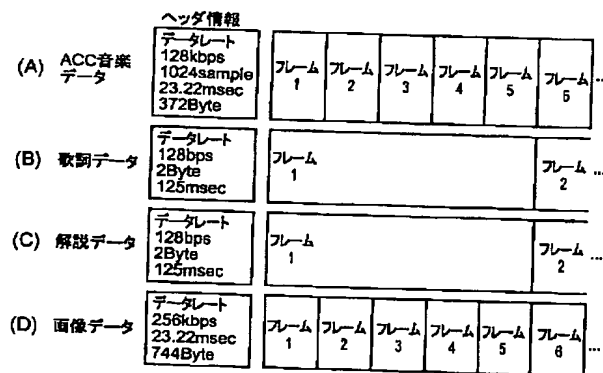 ヘッダ情報
(A) ACC音楽データ
データレート
128kbps
1024sample
23.22msec
372Byte
フレーム 1
フレーム 2
フレーム 3
フレーム 4
フレーム 5
フレーム 6
...
(B) 歌詞データ
データレート
128bps
2Byte
125msec
フレーム 1
フレーム 2
...
(C) 解説データ
データレート
128bps
2Byte
125msec
フレーム 1
フレーム 2
...
(D) 画像データ
データレート
256kbps
23.22msec
744Byte
フレーム 1
フレーム 2
フレーム 3
フレーム 4
フレーム 5
フレーム 6
...